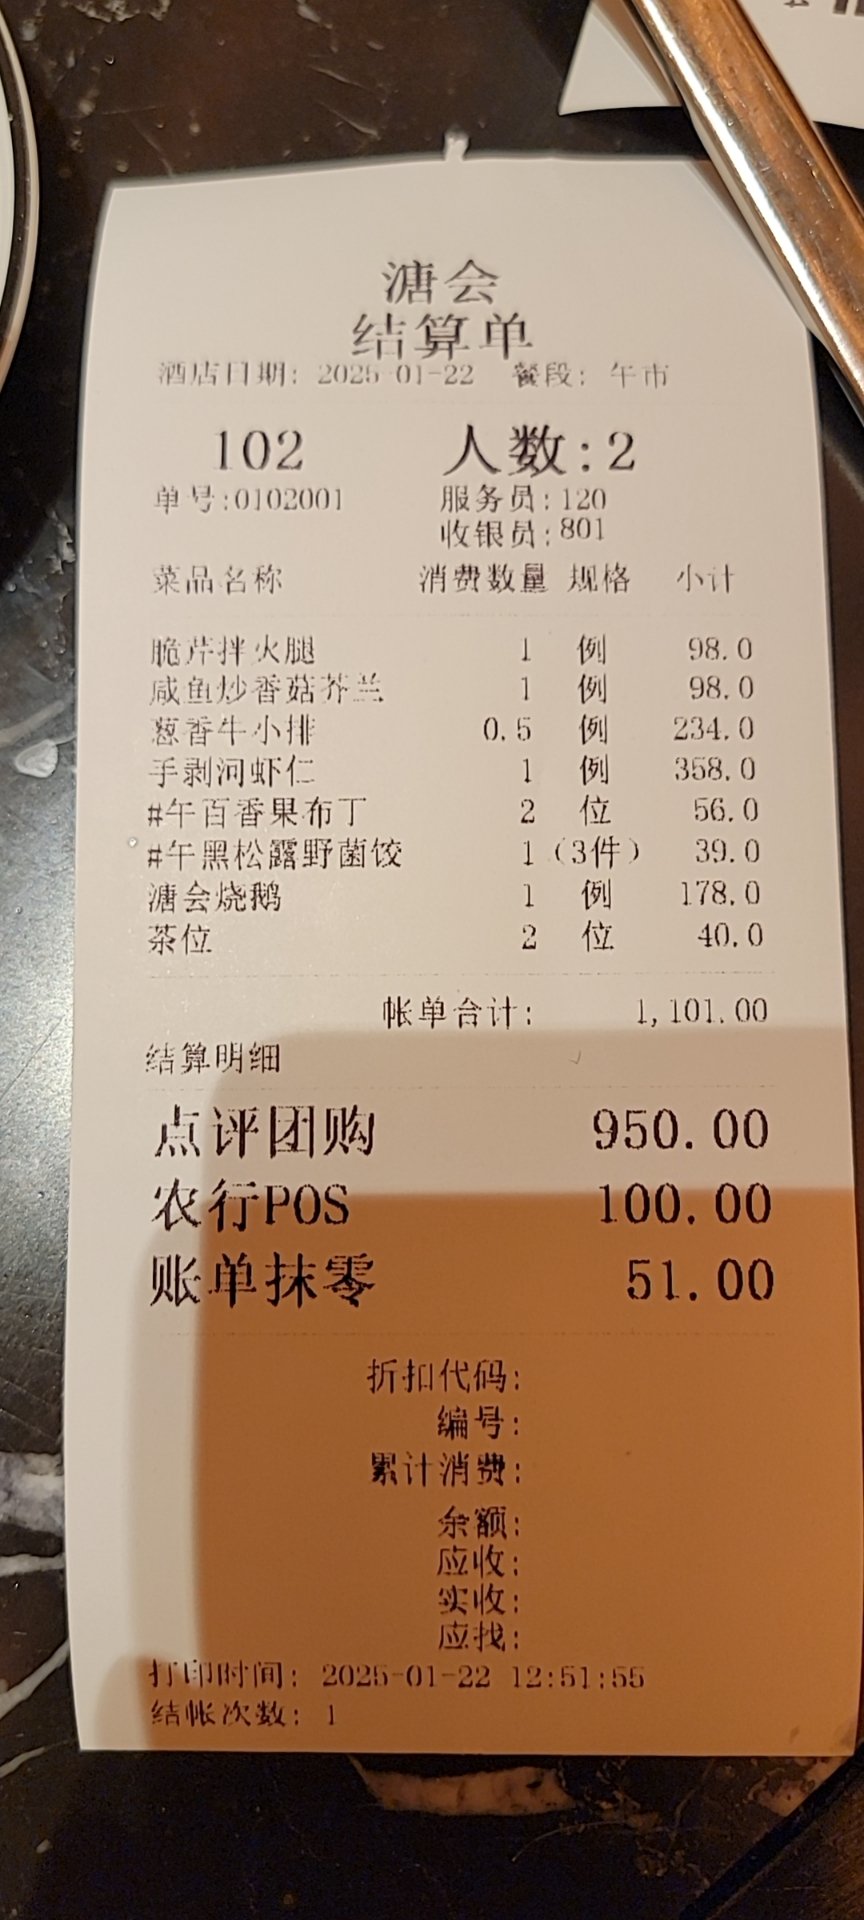 溏会
结算单
酒店日期: 2025-01-22 餐段: 午市
102 人数:2
单号:0102001 服务员:120
收银员:801
菜品名称 消费数量 规格 小计
脆芹拌火腿 1 例 98.0
咸鱼炒香菇芥兰 1 例 98.0
葱香牛小排 0.5 例 234.0
手剥河虾仁 1 例 358.0
#午百香果布丁 2 位 56.0
#午黑松露野菌饺 1 (3件) 39.0
溏会烧鹅 1 例 178.0
茶位 2 位 40.0
帐单合计: 1,101.00
结算明细
点评团购 950.00
农行POS 100.00
账单抹零 51.00
折扣代码:
编号:
累计消费:
余额:
应收:
实收:
应找:
打印时间: 2025-01-22 12:51:55
结帐次数: 1